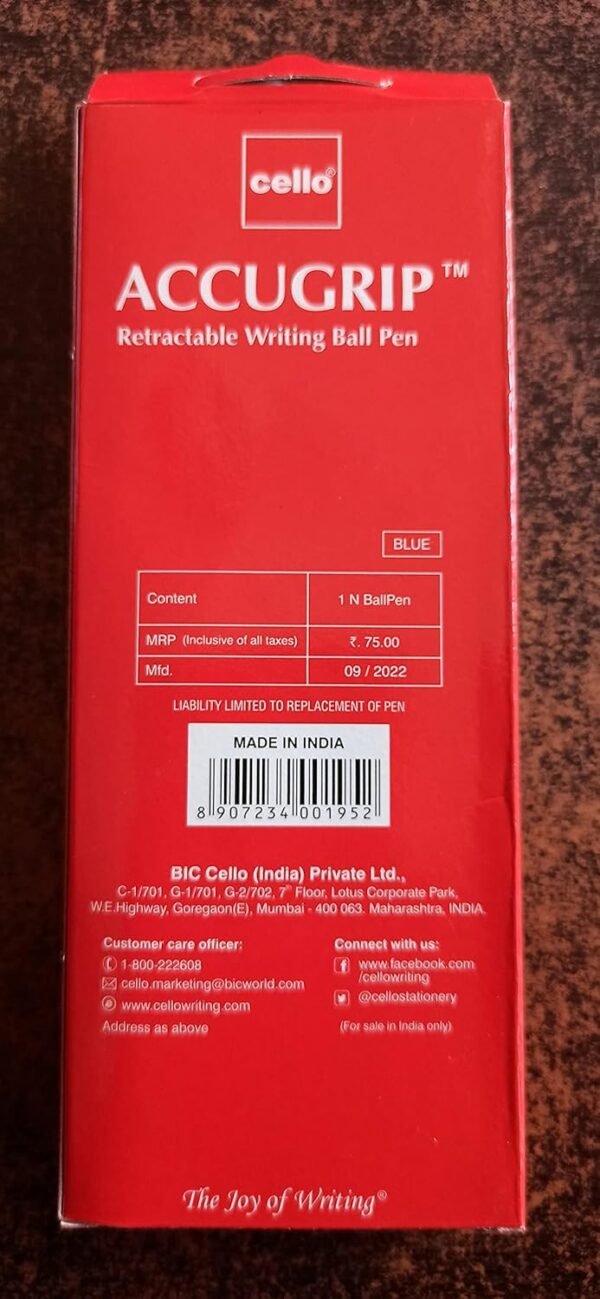 cello®
ACCUGRIP™
Retractable Writing Ball Pen
BLUE
Content 1 N BallPen
MRP (Inclusive of all taxes) ₹. 75.00
Mfd. 09 / 2022
LIABILITY LIMITED TO REPLACEMENT OF PEN
MADE IN INDIA
8 907234 001952
BIC Cello (India) Private Ltd.,
C-1/701, G-1/701, G-2/702, 7th Floor, Lotus Corporate Park,
W.E.Highway, Goregaon(E), Mumbai - 400 063. Maharashtra, INDIA.
Customer care officer:
1-800-222608
cello.marketing@bicworld.com
www.cellowriting.com
Address as above
Connect with us:
www.facebook.com
/cellowriting
@cellostationery
(For sale in India only)
The Joy of Writing®